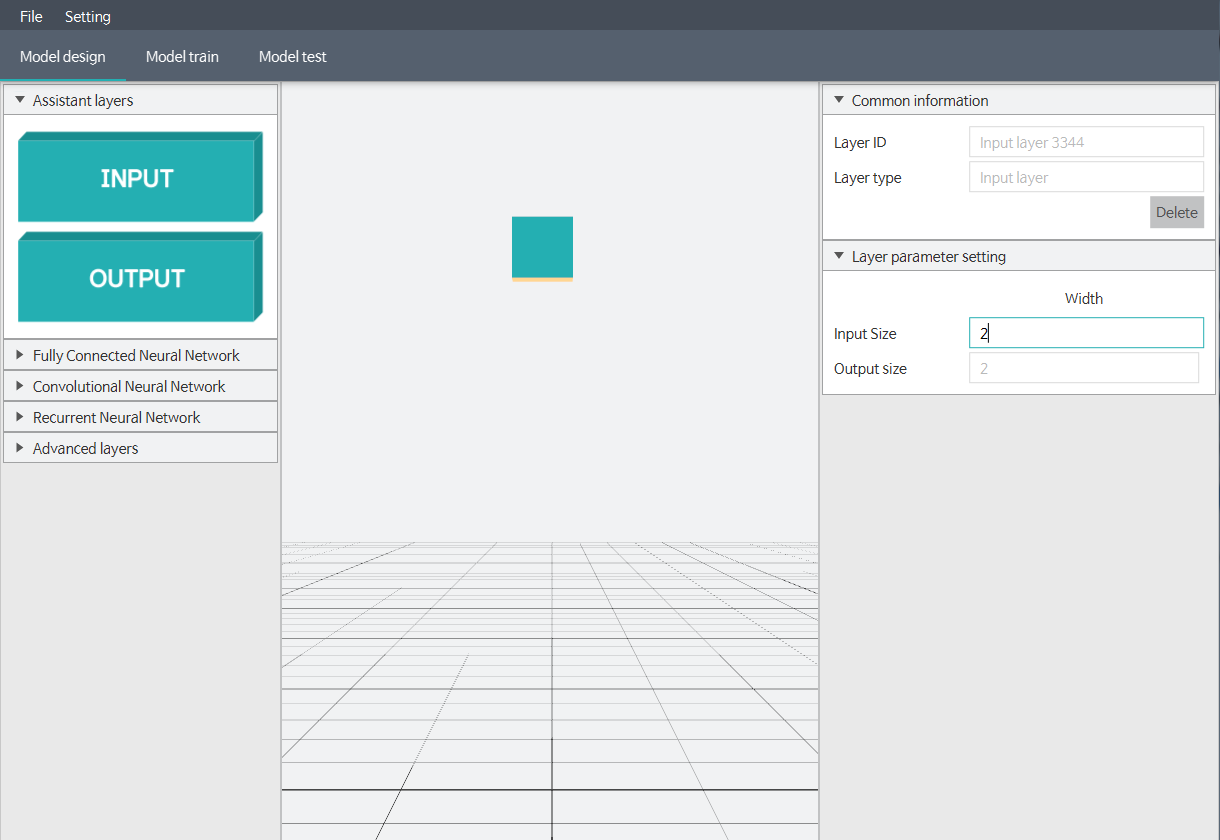 File Setting
Model design Model train Model test
Assistant layers
INPUT
OUTPUT
Fully Connected Neural Network
Convolutional Neural Network
Recurrent Neural Network
Advanced layers
Common information
Layer ID Input layer 3344
Layer type Input layer
Delete
Layer parameter setting
Width
Input Size 2
Output size 2